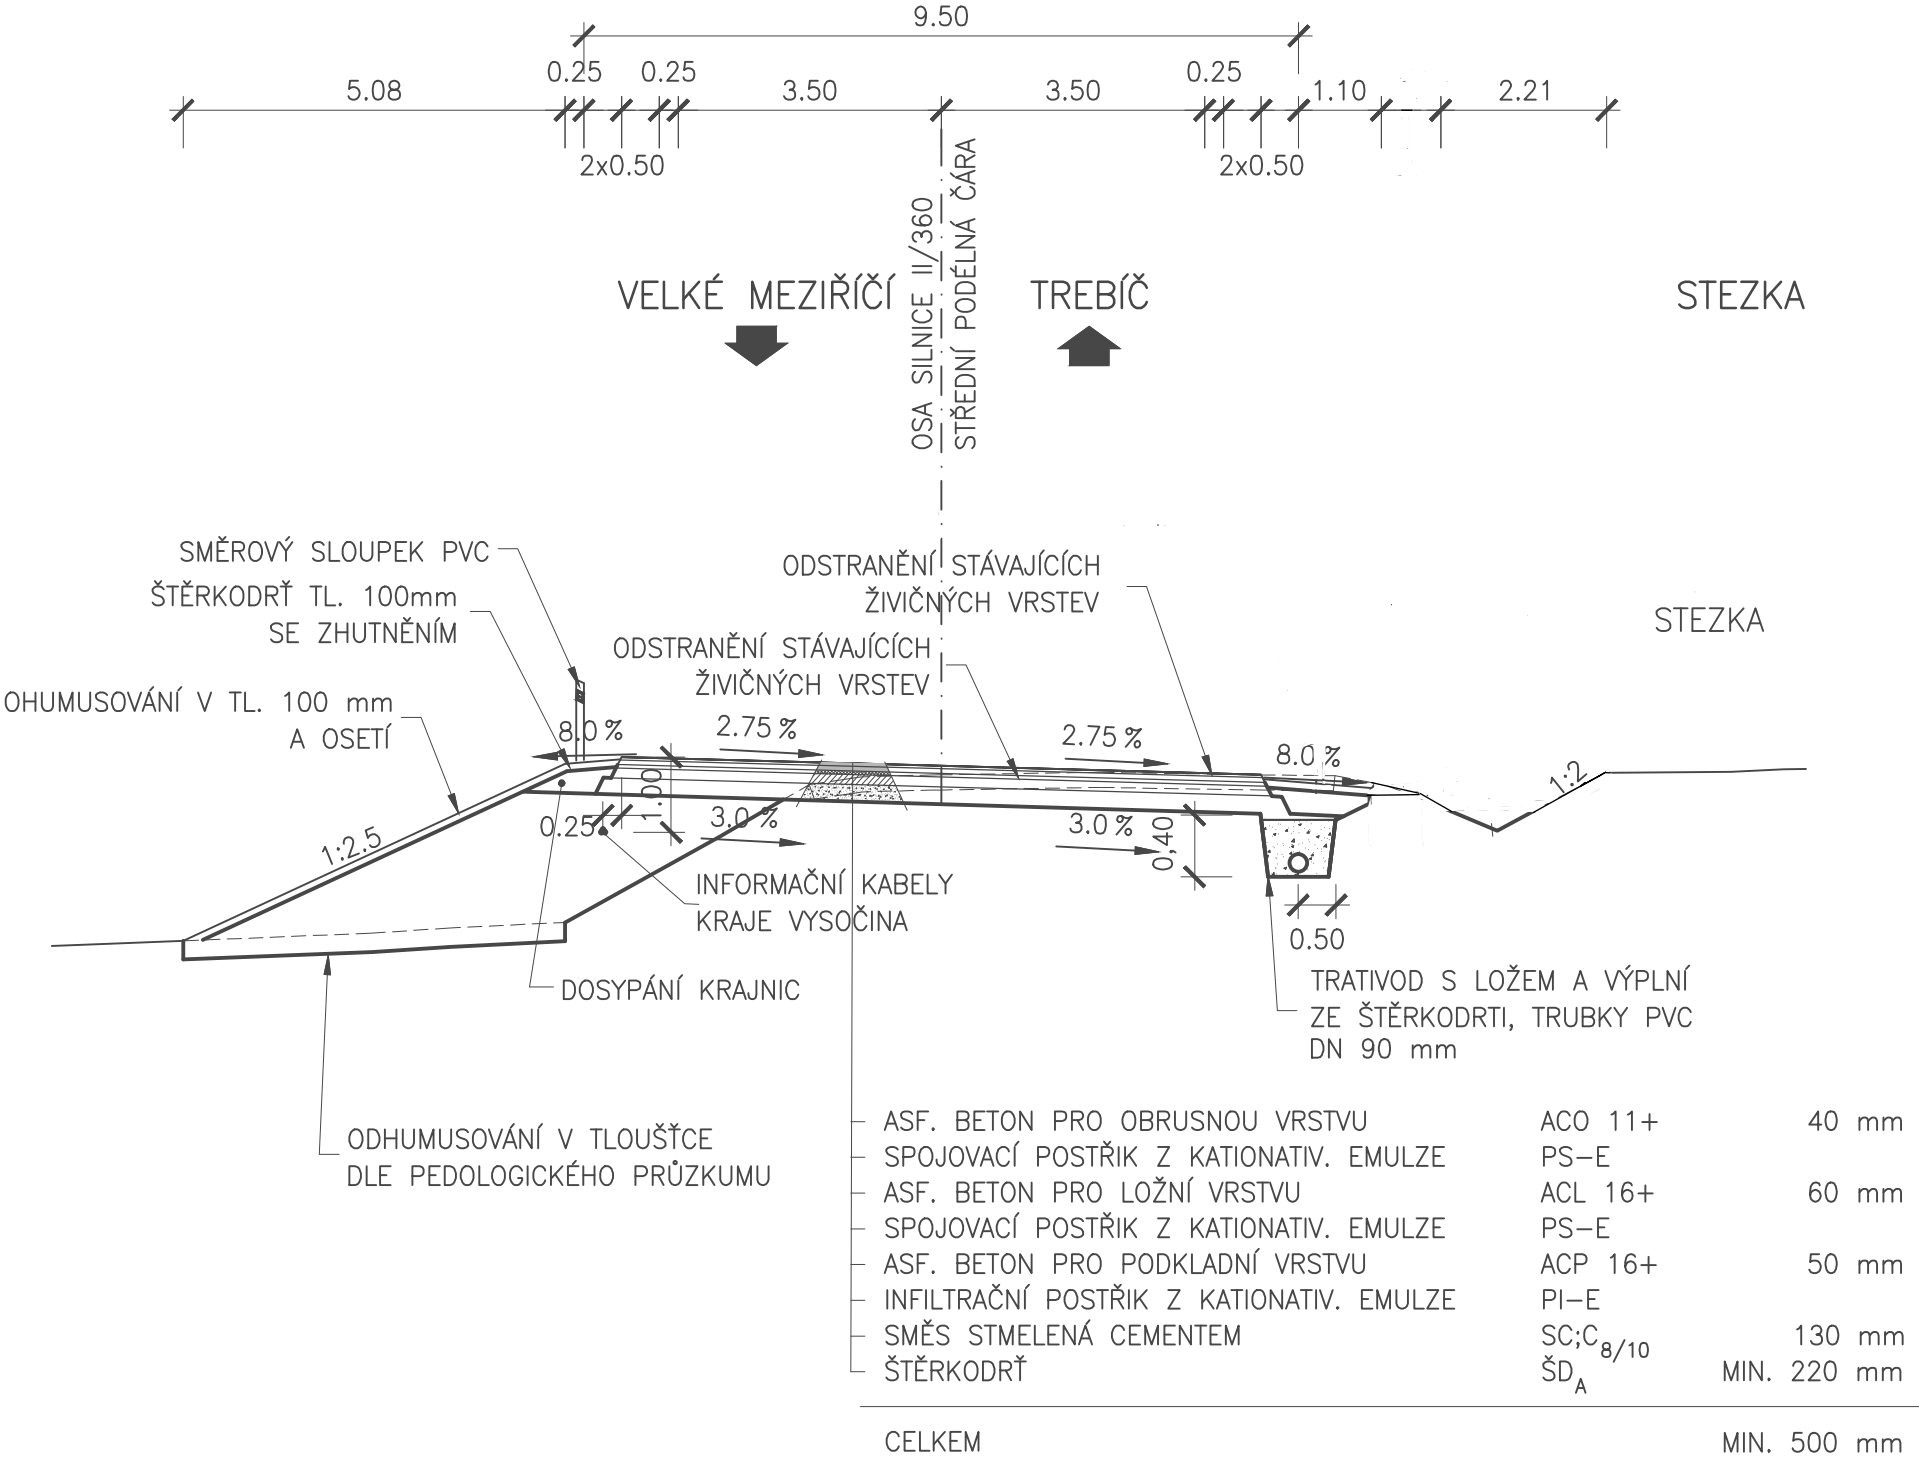 9.50
5.08
0.25
0.25
3.50
3.50
0.25
1.10
2.21
2x0.50
2x0.50
OSA SILNICE II/360
STŘEDNÍ PODÉLNÁ ČÁRA
VELKÉ MEZIŘÍČÍ
TREBÍČ
STEZKA
SMĚROVÝ SLOUPEK PVC
ŠTĚRKODRŤ TL. 100mm
SE ZHUTNĚNÍM
ODSTRANĚNÍ STÁVAJÍCÍCH
ŽIVIČNÝCH VRSTEV
STEZKA
ODSTRANĚNÍ STÁVAJÍCÍCH
ŽIVIČNÝCH VRSTEV
OHUMUSOVÁNÍ V TL. 100 mm
A OSETÍ
8.0 %
2.75 %
2.75 %
8.0 %
1:2
1:2.5
0.25
1.00
3.0 %
3.0 %
0,40
INFORMAČNÍ KABELY
KRAJE VYSOČINA
0.50
DOSYPÁNÍ KRAJNIC
TRATIVOD S LOŽEM A VÝPLNÍ
ZE ŠTĚRKODRTI, TRUBKY PVC
DN 90 mm
ODHUMUSOVÁNÍ V TLOUŠŤCE
DLE PEDOLOGICKÉHO PRŮZKUMU
ASF. BETON PRO OBRUSNOU VRSTVU ACO 11+ 40 mm
SPOJOVACÍ POSTŘIK Z KATIONATIV. EMULZE PS-E
ASF. BETON PRO LOŽNÍ VRSTVU ACL 16+ 60 mm
SPOJOVACÍ POSTŘIK Z KATIONATIV. EMULZE PS-E
ASF. BETON PRO PODKLADNÍ VRSTVU ACP 16+ 50 mm
INFILTRAČNÍ POSTŘIK Z KATIONATIV. EMULZE PI-E
SMĚS STMELENÁ CEMENTEM SC;C8/10 130 mm
ŠTĚRKODRŤ ŠDA MIN. 220 mm
CELKEM MIN. 500 mm